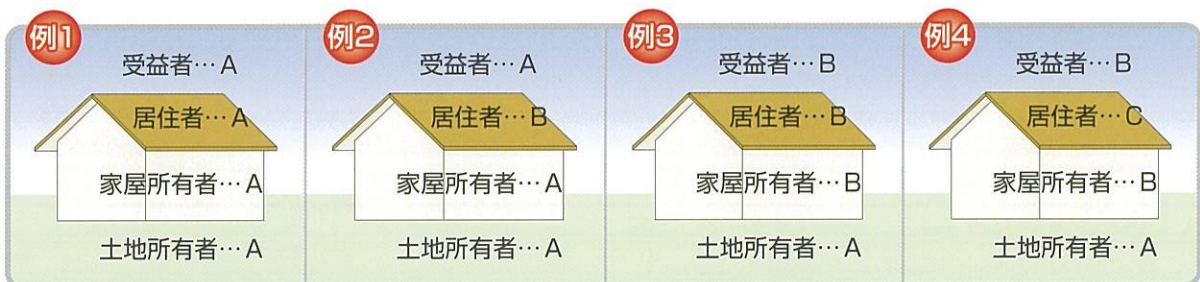 例1
受益者…A
居住者…A
家屋所有者…A
土地所有者…A
例2
受益者…A
居住者…B
家屋所有者…A
土地所有者…A
例3
受益者…B
居住者…B
家屋所有者…B
土地所有者…A
例4
受益者…B
居住者…C
家屋所有者…B
土地所有者…A